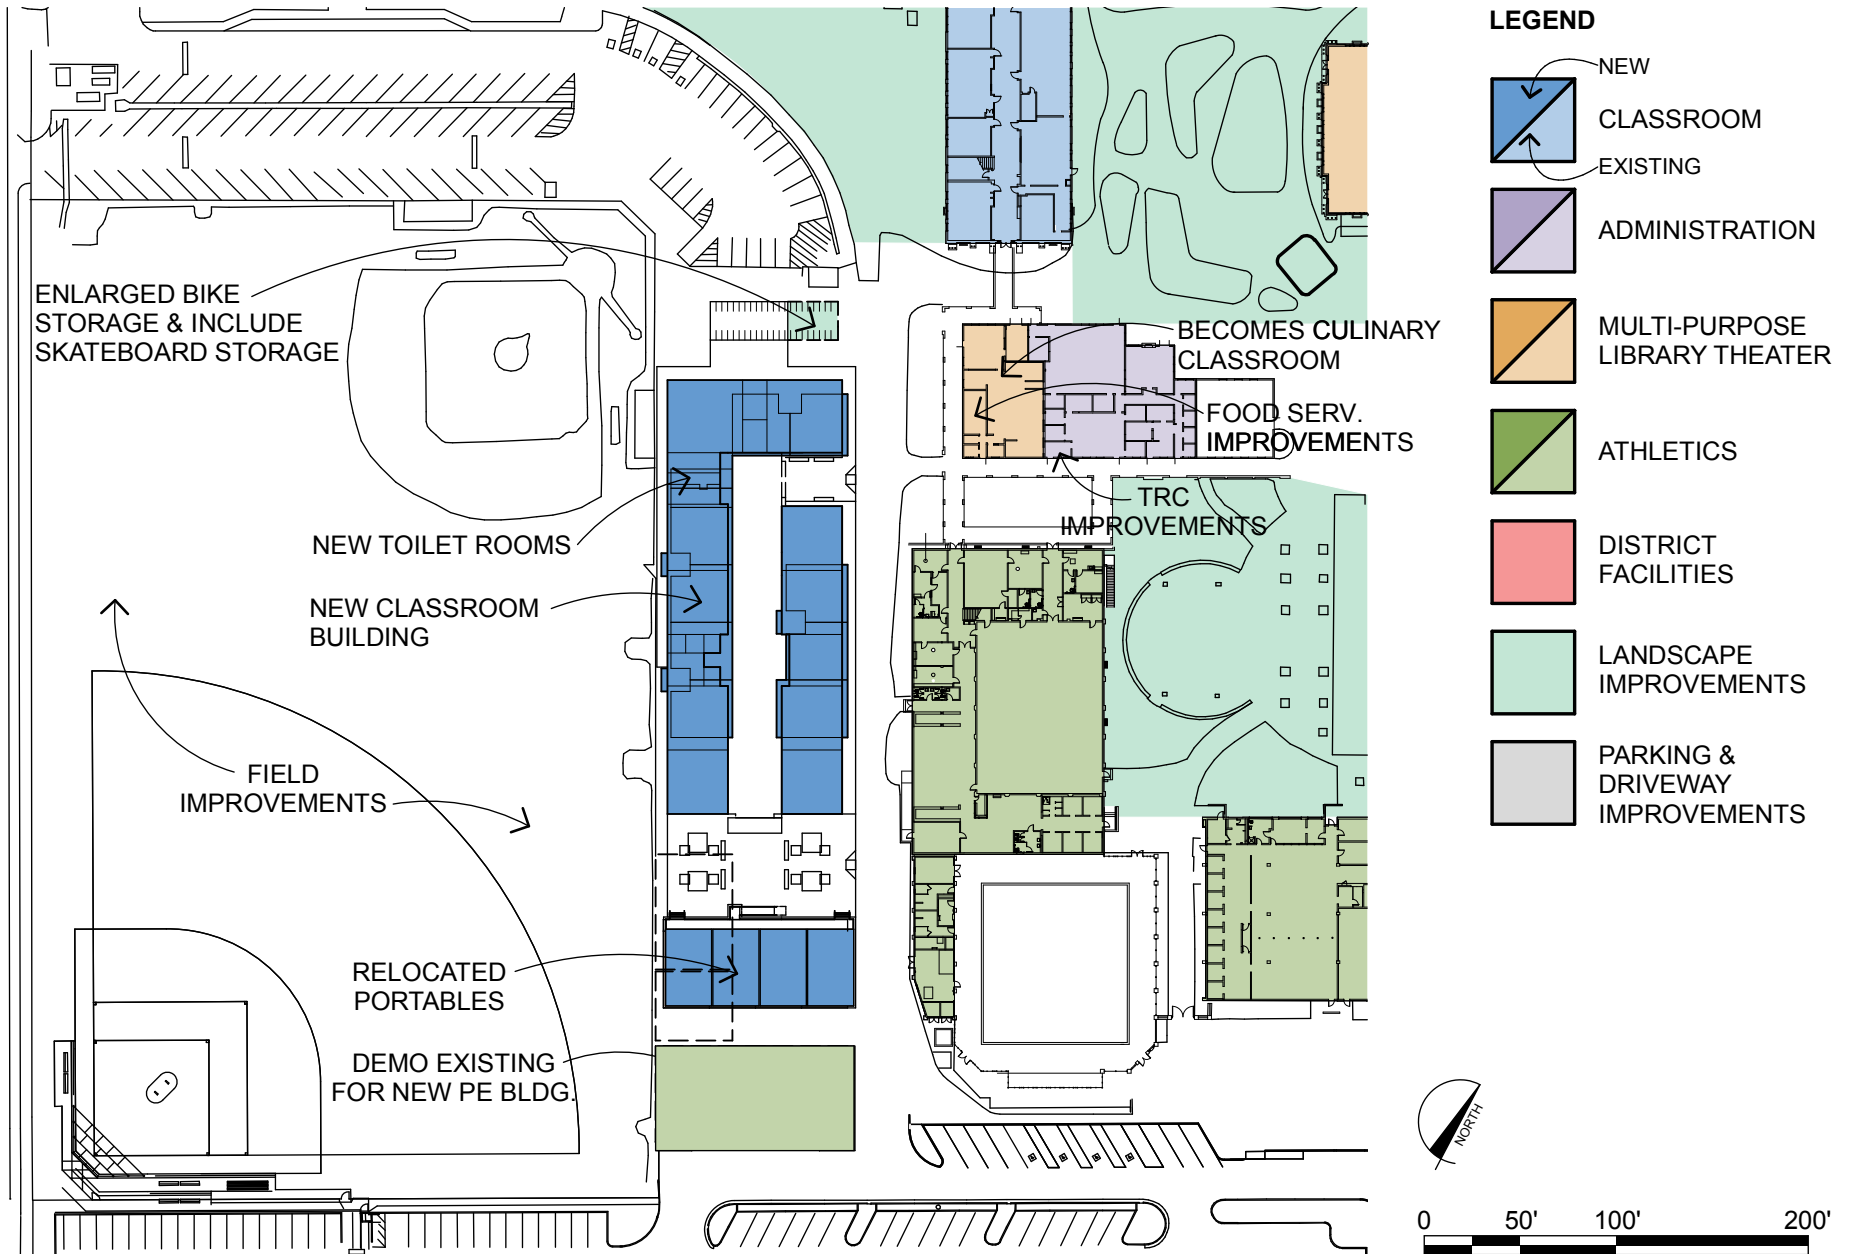 ENLARGED BIKE
STORAGE & INCLUDE
SKATEBOARD STORAGE
BECOMES CULINARY
CLASSROOM
FOOD SERV.
IMPROVEMENTS
TRC
IMPROVEMENTS
NEW TOILET ROOMS
NEW CLASSROOM
BUILDING
FIELD
IMPROVEMENTS
RELOCATED
PORTABLES
DEMO EXISTING
FOR NEW PE BLDG.
LEGEND
NEW
CLASSROOM
EXISTING
ADMINISTRATION
MULTI-PURPOSE
LIBRARY THEATER
ATHLETICS
DISTRICT
FACILITIES
LANDSCAPE
IMPROVEMENTS
PARKING &
DRIVEWAY
IMPROVEMENTS
NORTH
0 50' 100' 200'